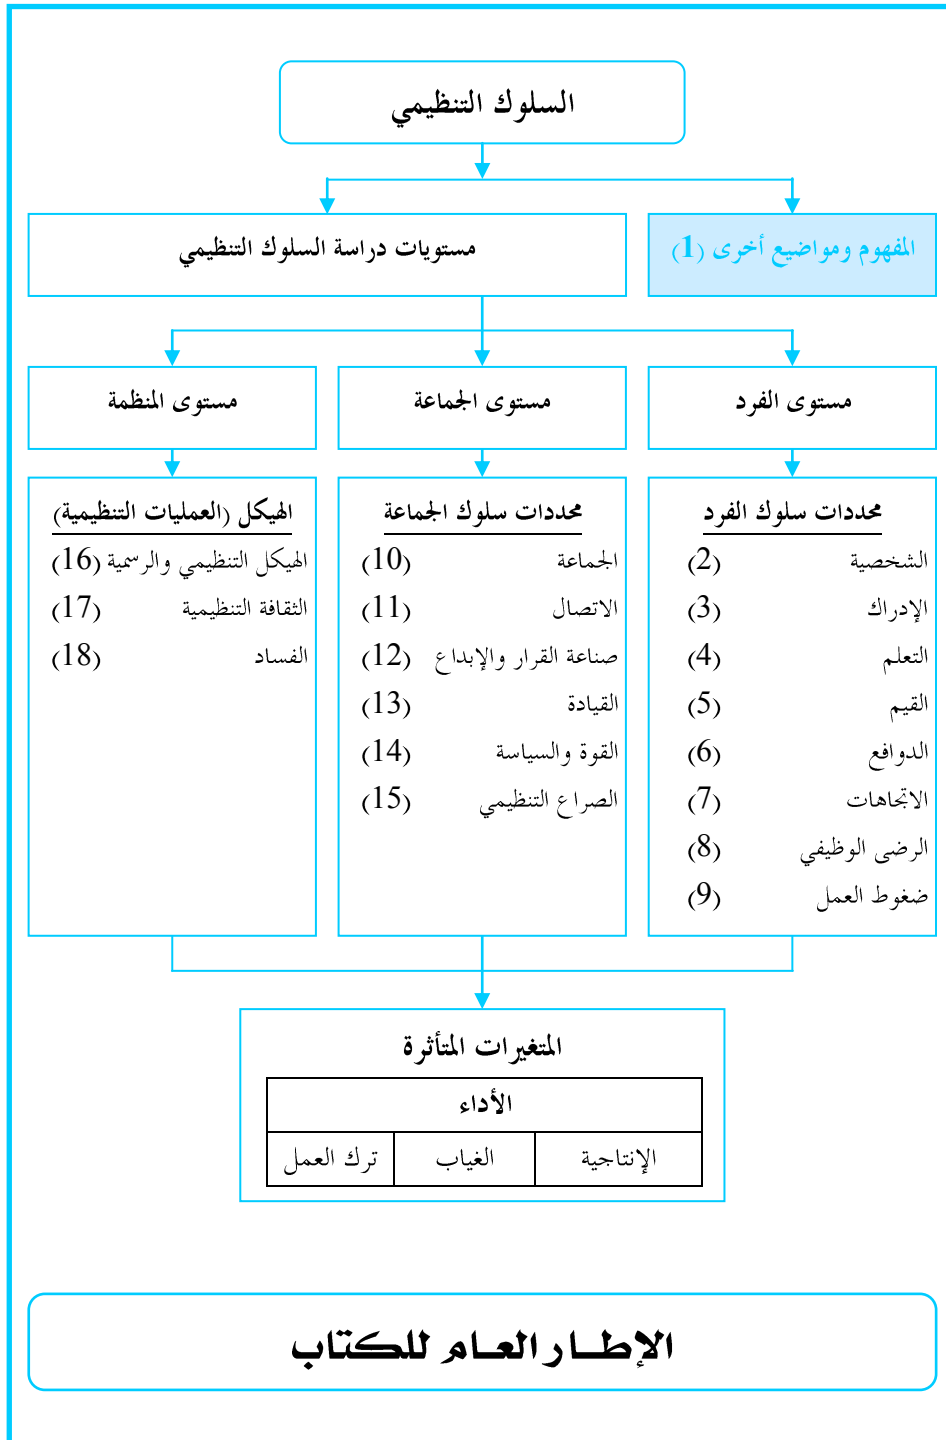 السلوك التنظيمي
المفهوم ومواضيع أخرى (1)
مستويات دراسة السلوك التنظيمي
مستوى الفرد
مستوى الجماعة
مستوى المنظمة
محددات سلوك الفرد
الشخصية (2)
الإدراك (3)
التعلم (4)
القيم (5)
الدوافع (6)
الاتجاهات (7)
الرضى الوظيفي (8)
ضغوط العمل (9)
محددات سلوك الجماعة
الجماعة (10)
الاتصال (11)
صناعة القرار والإبداع (12)
القيادة (13)
القوة والسياسة (14)
الصراع التنظيمي (15)
الهيكل (العمليات التنظيمية)
الهيكل التنظيمي والرسمية (16)
الثقافة التنظيمية (17)
الفساد (18)
المتغيرات المتأثرة
الأداء
الإنتاجية
الغياب
ترك العمل
الإطار العام للكتاب